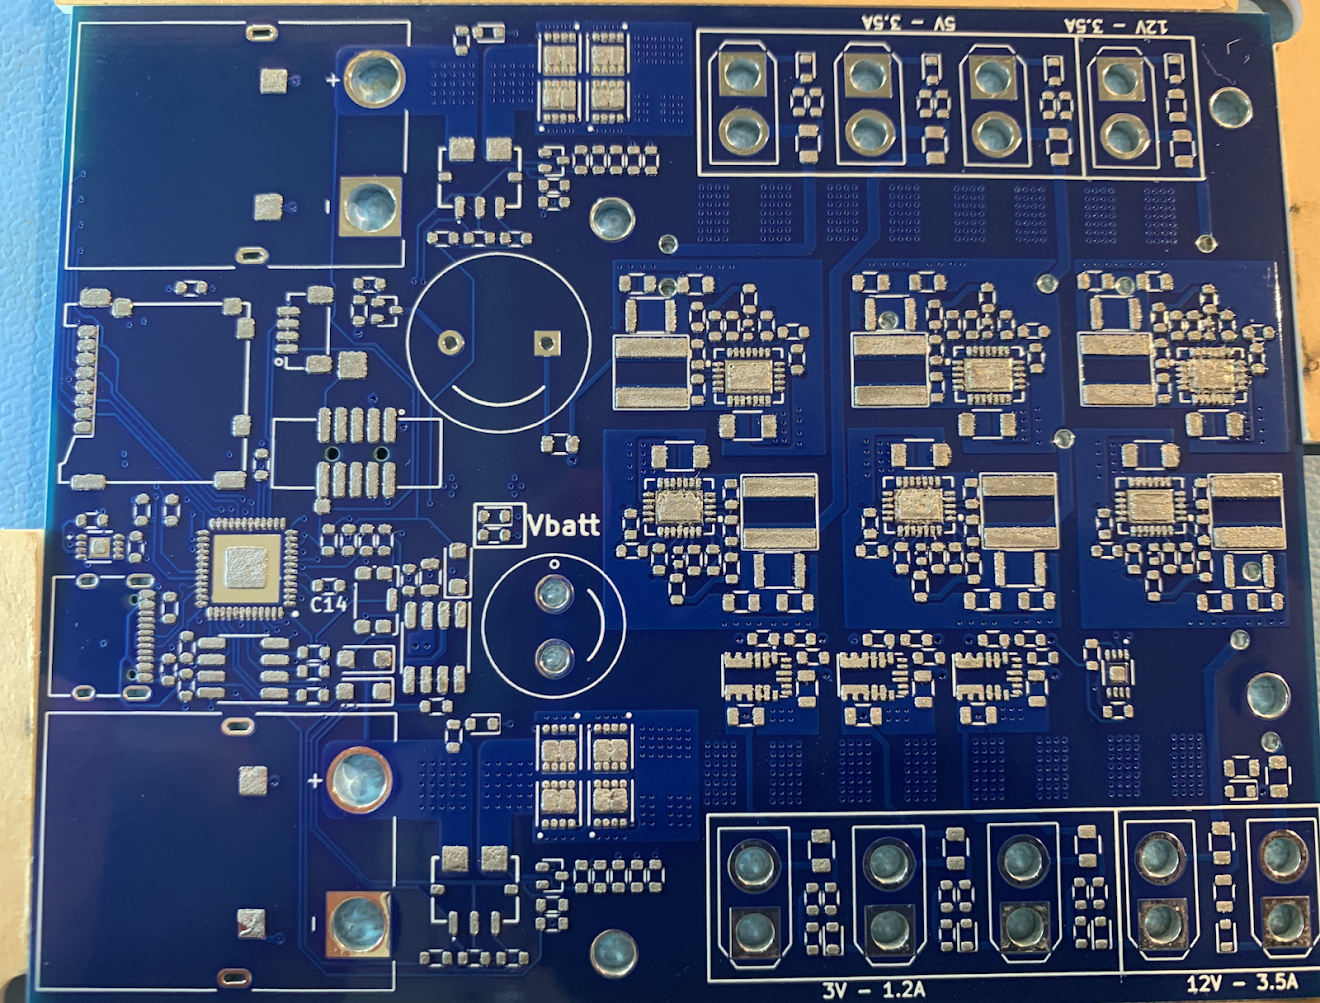 5V - 3.5A
12V - 3.5A
+
-
Vbatt
C14
+
-
3V - 1.2A
12V - 3.5A